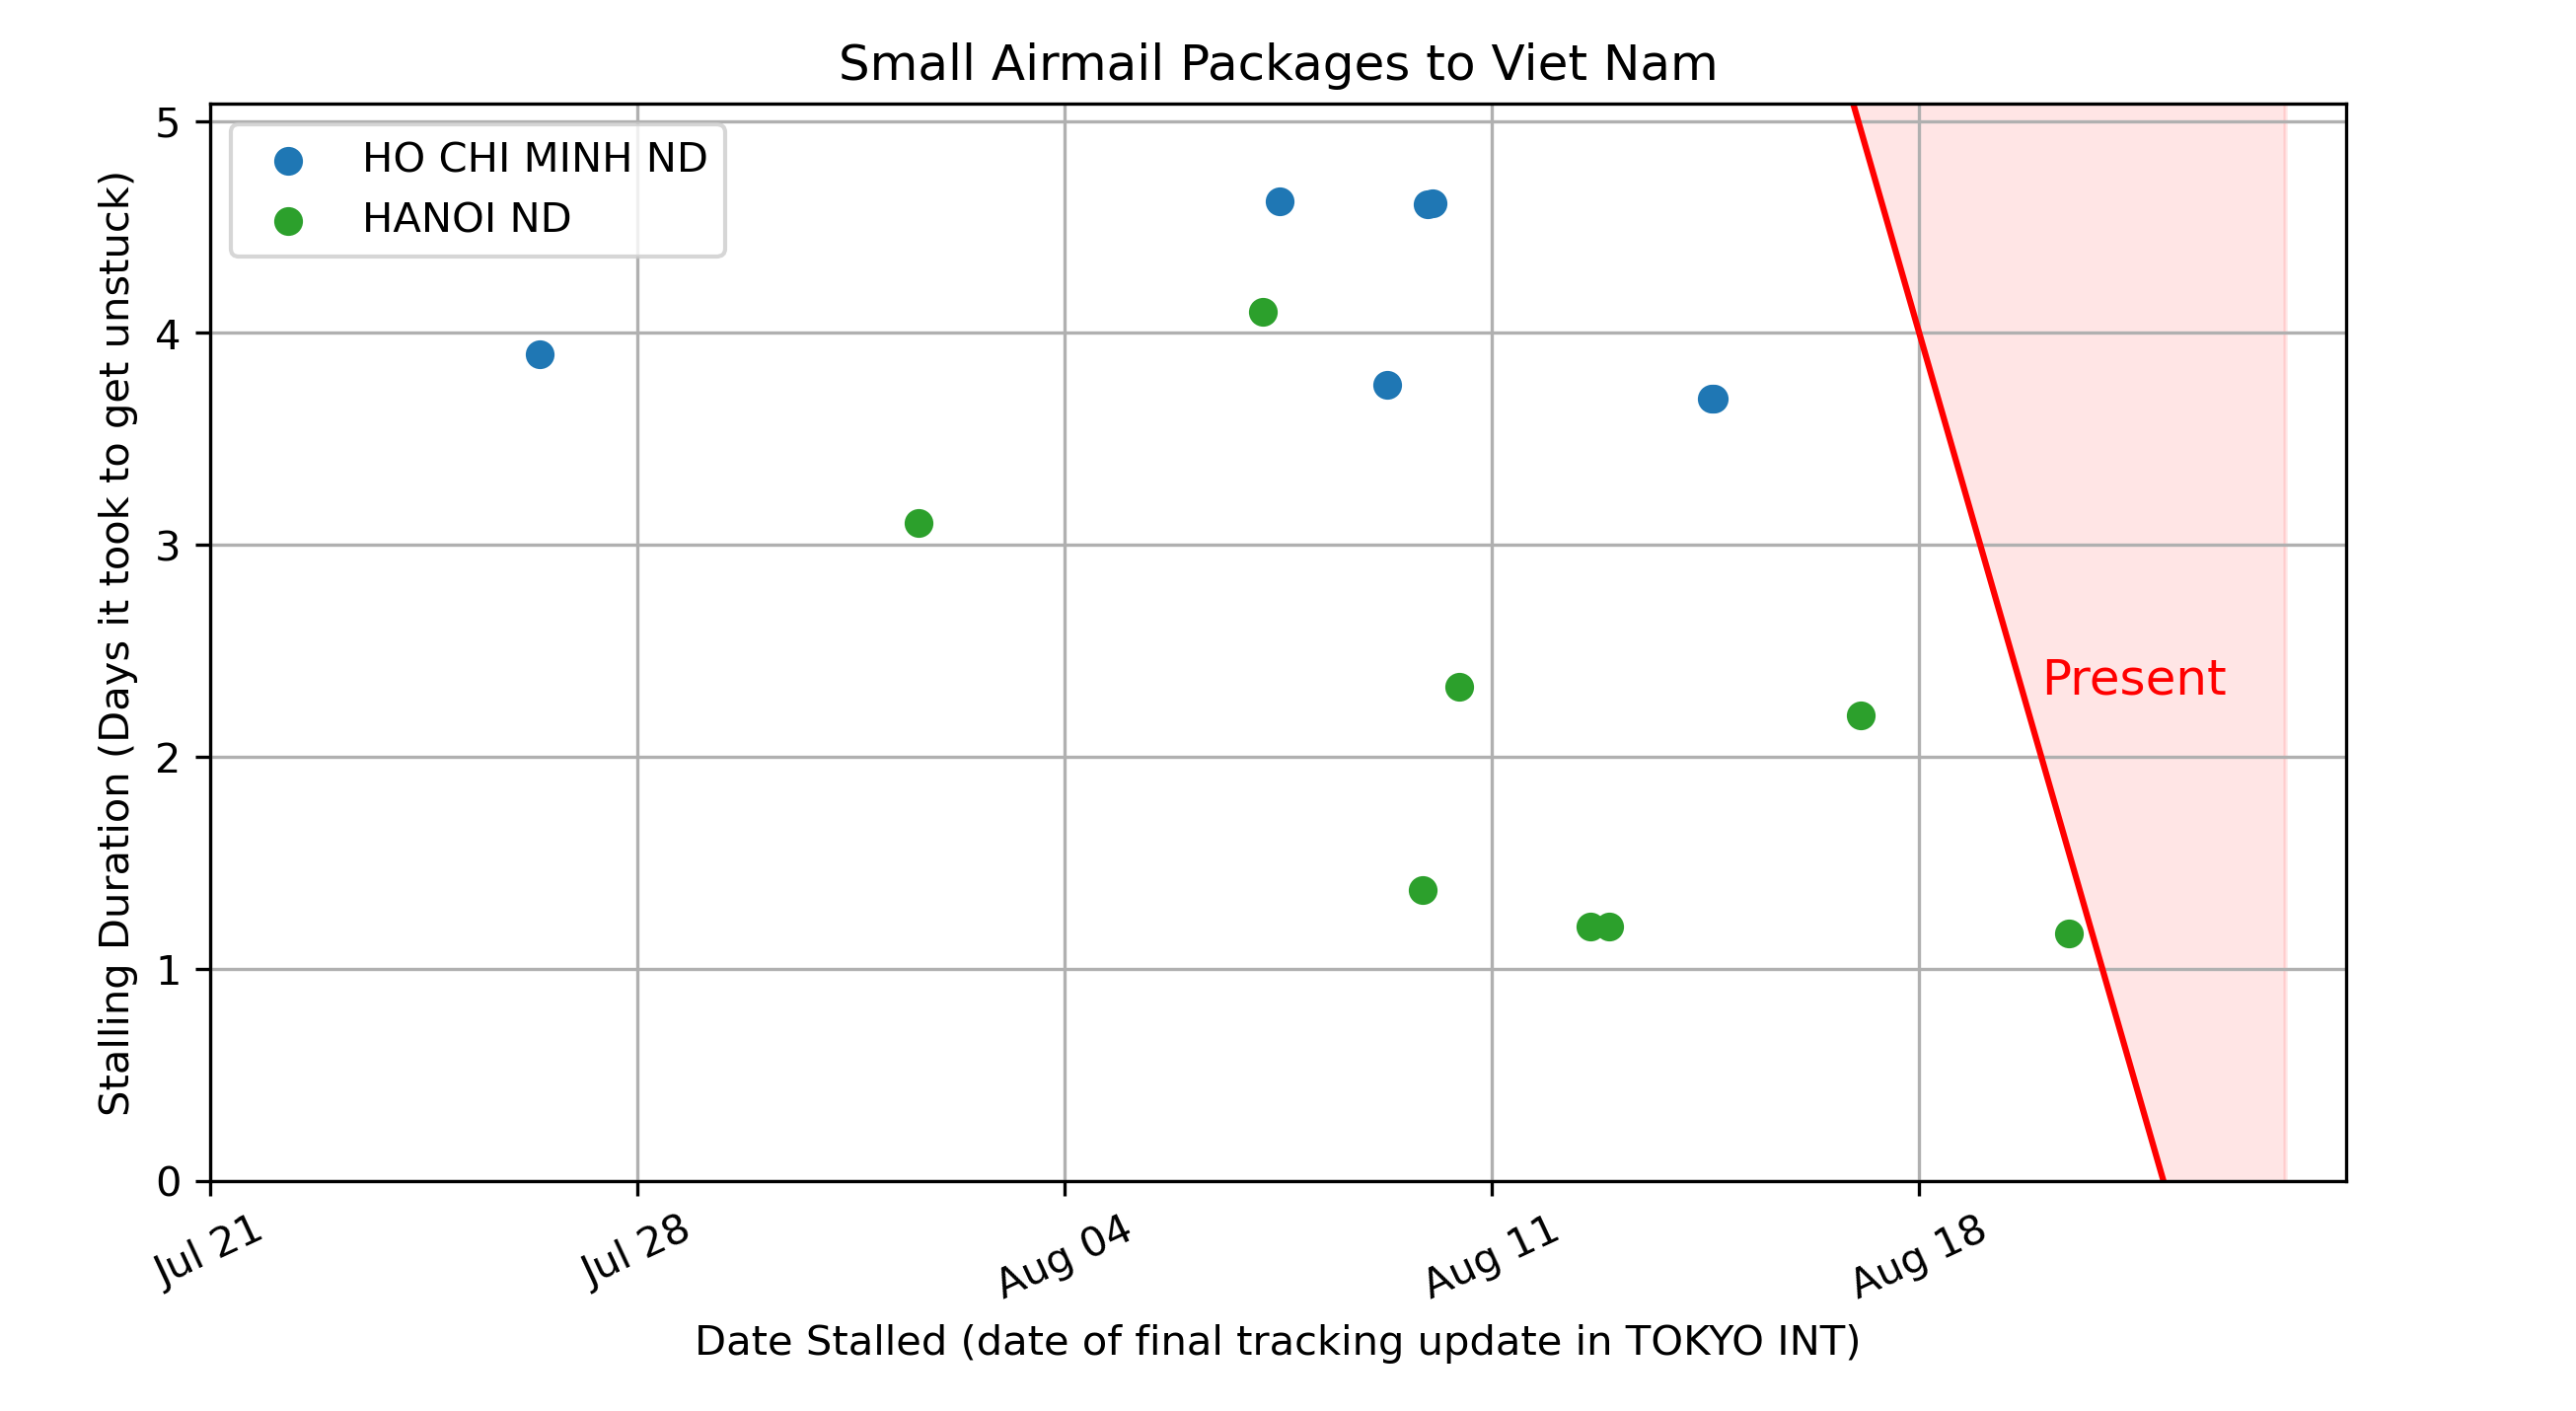 Small Airmail Packages to Viet Nam
HO CHI MINH ND
HANOI ND
Stalling Duration (Days it took to get unstuck)
5
4
3
2
1
0
Present
Jul 21
Jul 28
Aug 04
Aug 11
Aug 18
Date Stalled (date of final tracking update in TOKYO INT)